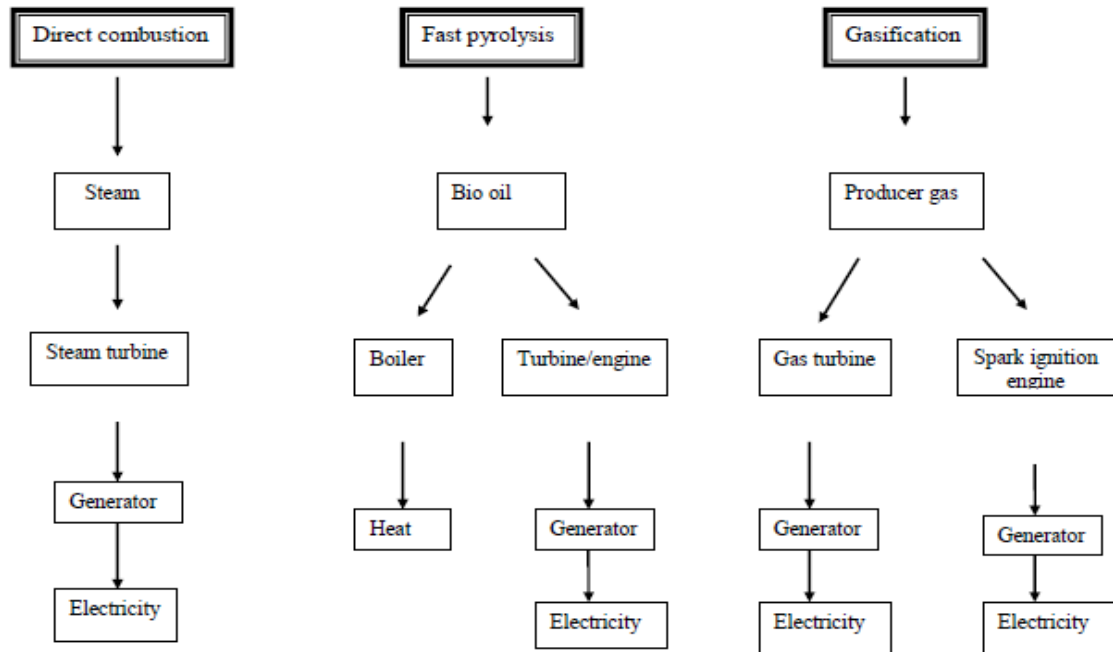 Direct combustion
Fast pyrolysis
Gasification
Steam
Bio oil
Producer gas
Steam turbine
Boiler
Turbine/engine
Gas turbine
Spark ignition
engine
Generator
Heat
Generator
Generator
Generator
Electricity
Electricity
Electricity
Electricity